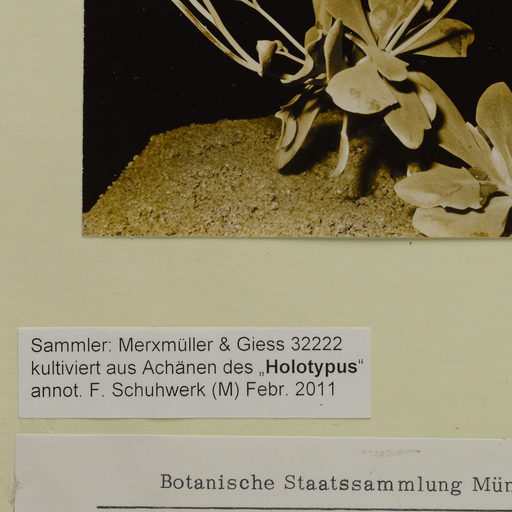 Sammler: Merxmüller & Giess 32222
kultiviert aus Achänen des „Holotypus“
annot. F. Schuhwerk (M) Febr. 2011
Botanische Staatssammlung Mün